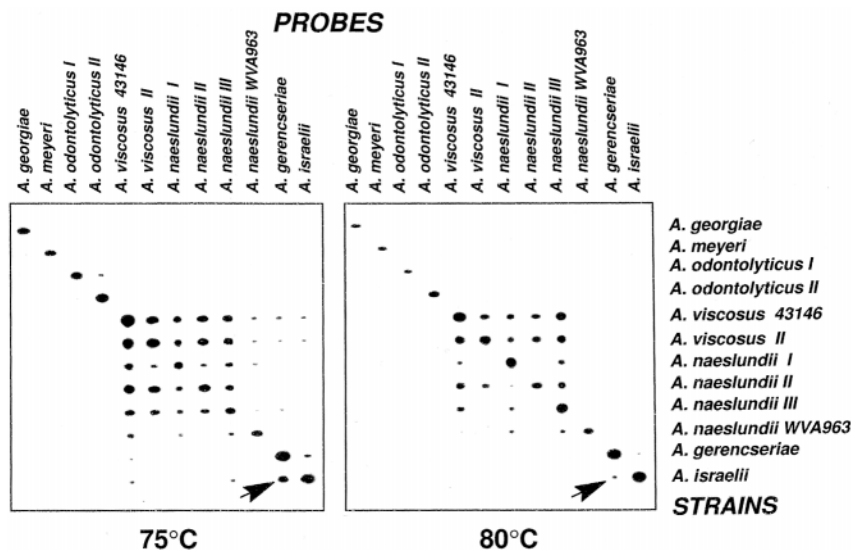 PROBES
A. georgiae
A. meyeri
A. odontolyticus I
A. odontolyticus II
A. viscosus 43146
A. viscosus II
A. naeslundii I
A. naeslundii II
A. naeslundii III
A. naeslundii WVA963
A. gerencseriae
A. israelii
A. georgiae
A. meyeri
A. odontolyticus I
A. odontolyticus II
A. viscosus 43146
A. viscosus II
A. naeslundii I
A. naeslundii II
A. naeslundii III
A. naeslundii WVA963
A. gerencseriae
A. israelii
A. georgiae
A. meyeri
A. odontolyticus I
A. odontolyticus II
A. viscosus 43146
A. viscosus II
A. naeslundii I
A. naeslundii II
A. naeslundii III
A. naeslundii WVA963
A. gerencseriae
A. israelii
STRAINS
75°C
80°C